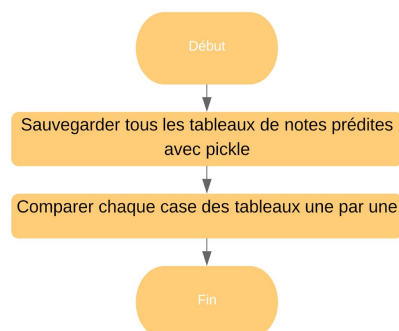 Début
Sauvegarder tous les tableaux de notes prédites
avec pickle
Comparer chaque case des tableaux une par une
Fin